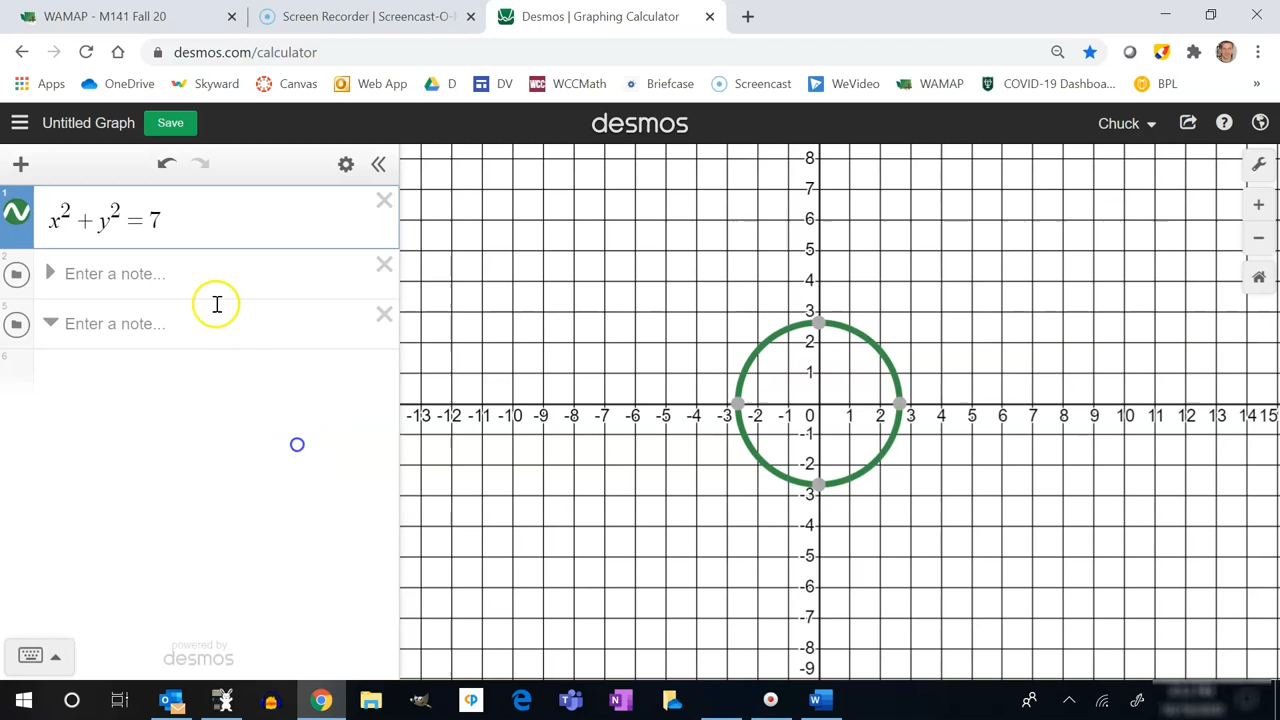 WAMAP - M141 Fall 20
Screen Recorder | Screencast-O-
Desmos | Graphing Calculator
desmos.com/calculator
Apps OneDrive Skyward Canvas Web App D DV WCCMath Briefcase Screencast WeVideo WAMAP COVID-19 Dashboa... BPL »
Untitled Graph Save desmos Chuck
1
x² + y² = 7
2
Enter a note...
5
Enter a note...
6
powered by
desmos
8
7
6
5
4
3
2
1
-13 -12 -11 -10 -9 -8 -7 -6 -5 -4 -3 -2 -1 0 1 2 3 4 5 6 7 8 9 10 11 12 13 14 15
-1
-2
-3
-4
-5
-6
-7
-8
-9